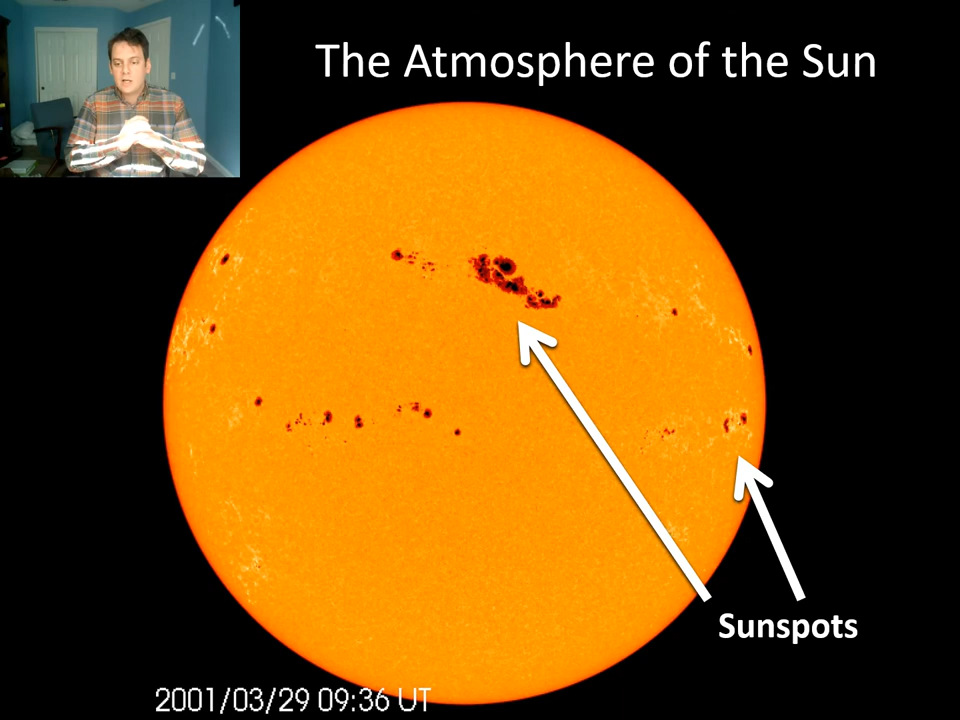 The Atmosphere of the Sun
Sunspots
2001/03/29 09:36 UT